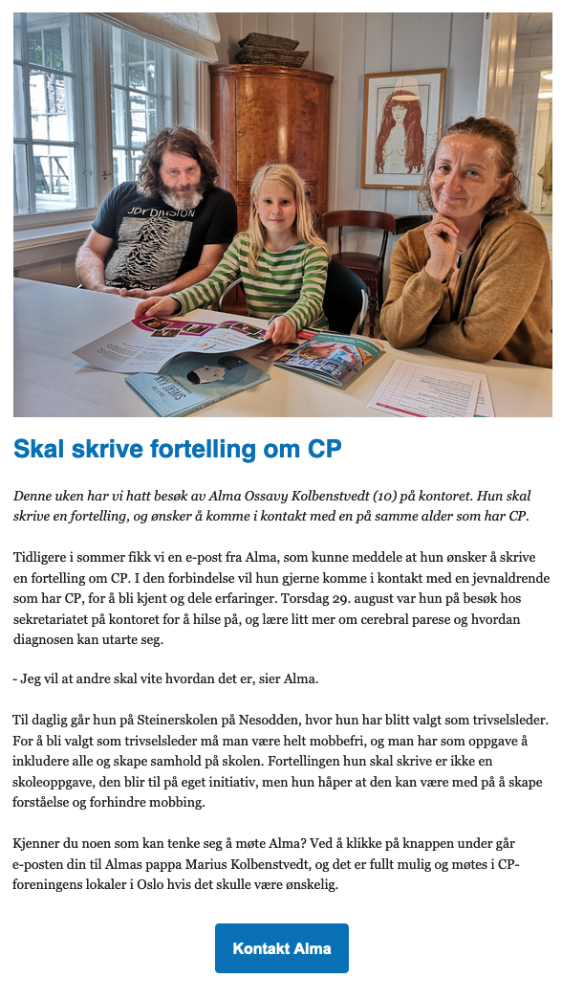 JOY DIVISION
Skal skrive fortelling om CP
Denne uken har vi hatt besøk av Alma Ossavy Kolbenstvedt (10) på kontoret. Hun skal
skrive en fortelling, og ønsker å komme i kontakt med en på samme alder som har CP.
Tidligere i sommer fikk vi en e-post fra Alma, som kunne meddele at hun ønsker å skrive
en fortelling om CP. I den forbindelse vil hun gjerne komme i kontakt med en jevnaldrende
som har CP, for å bli kjent og dele erfaringer. Torsdag 29. august var hun på besøk hos
sekretariatet på kontoret for å hilse på, og lære litt mer om cerebral parese og hvordan
diagnosen kan utarte seg.
- Jeg vil at andre skal vite hvordan det er, sier Alma.
Til daglig går hun på Steinerskolen på Nesodden, hvor hun har blitt valgt som trivselsleder.
For å bli valgt som trivselsleder må man være helt mobbefri, og man har som oppgave å
inkludere alle og skape samhold på skolen. Fortellingen hun skal skrive er ikke en
skoleoppgave, den blir til på eget initiativ, men hun håper at den kan være med på å skape
forståelse og forhindre mobbing.
Kjenner du noen som kan tenke seg å møte Alma? Ved å klikke på knappen under går
e-posten din til Almas pappa Marius Kolbenstvedt, og det er fullt mulig og møtes i CP-
foreningens lokaler i Oslo hvis det skulle være ønskelig.
Kontakt Alma